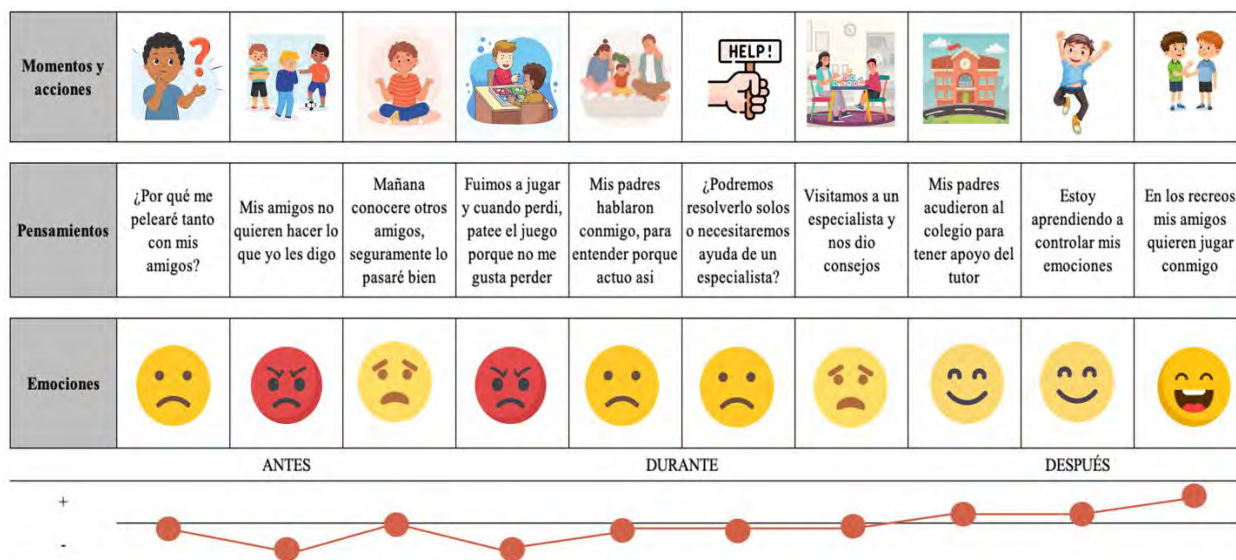 Momentos y
acciones
HELP!
Pensamientos
¿Por qué me
pelearé tanto
con mis
amigos?
Mis amigos no
quieren hacer lo
que yo les digo
Mañana
conocere otros
amigos,
seguramente lo
pasaré bien
Fuimos a jugar
y cuando perdi,
patee el juego
porque no me
gusta perder
Mis padres
hablaron
conmigo, para
entender porque
actuo asi
¿Podremos
resolverlo solos
o necesitaremos
ayuda de un
especialista?
Visitamos a un
especialista y
nos dio
consejos
Mis padres
acudieron al
colegio para
tener apoyo del
tutor
Estoy
aprendiendo a
controlar mis
emociones
En los recreos
mis amigos
quieren jugar
conmigo
Emociones
ANTES
DURANTE
DESPUÉS
+
-